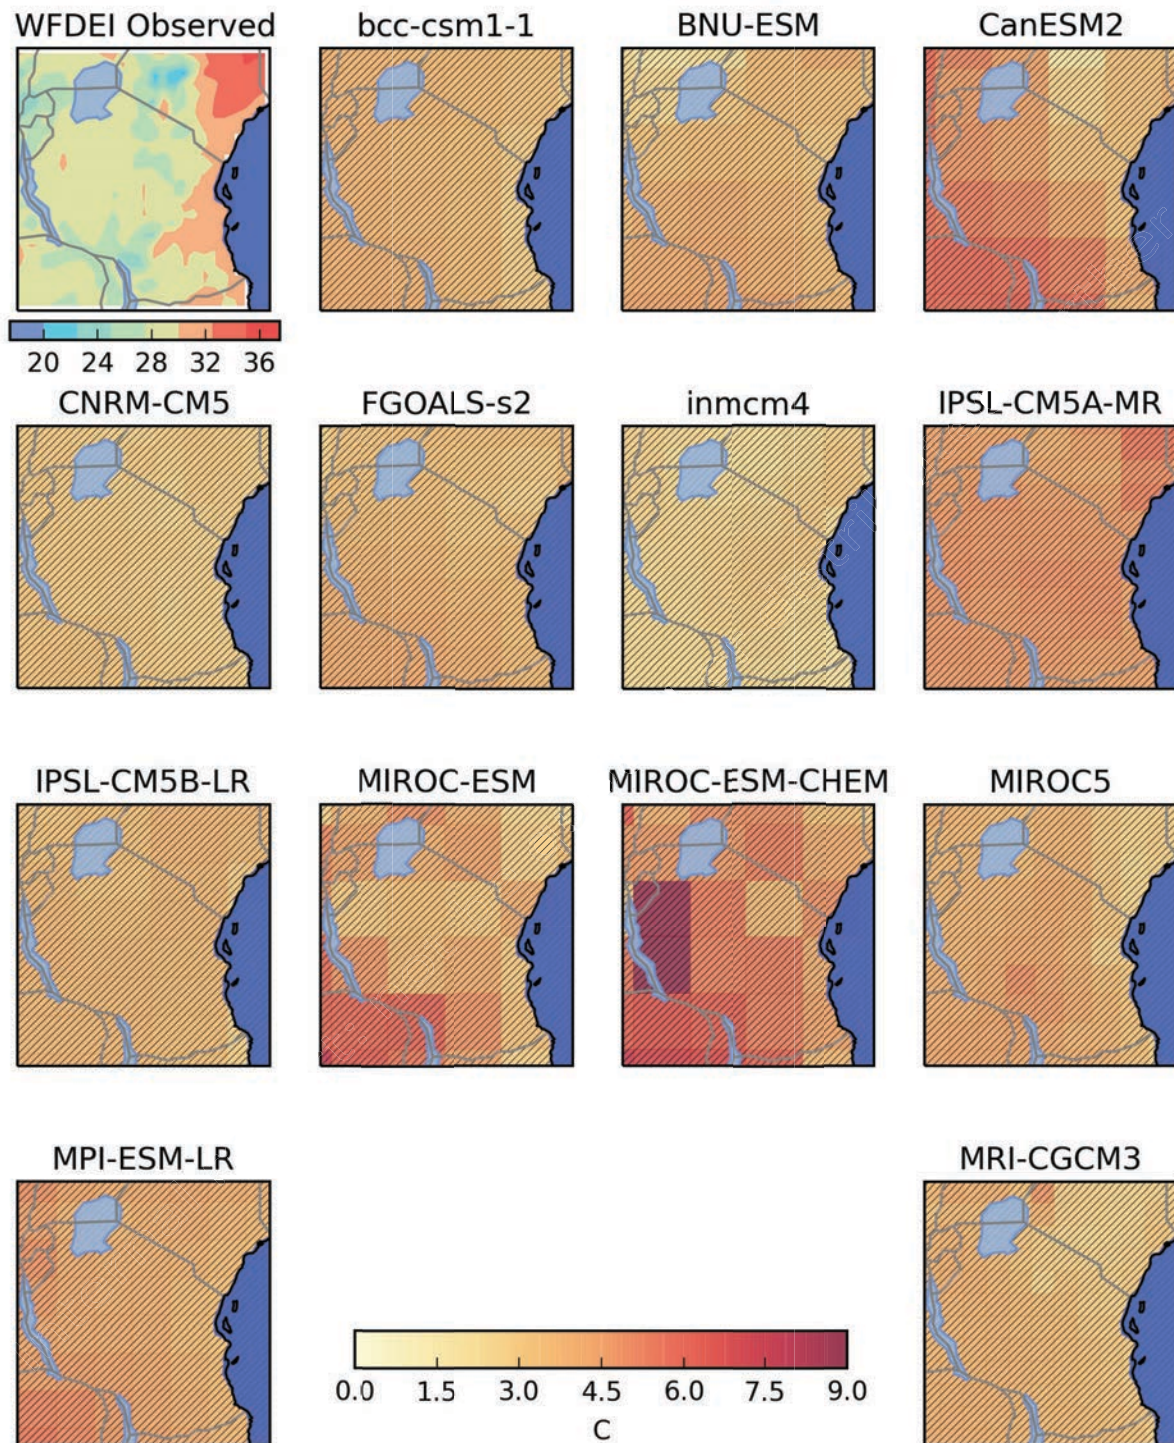 WFDEI Observed bcc-csm1-1 BNU-ESM CanESM2
20 24 28 32 36
CNRM-CM5 FGOALS-s2 inmcm4 IPSL-CM5A-MR
IPSL-CM5B-LR MIROC-ESM MIROC-ESM-CHEM MIROC5
MPI-ESM-LR MRI-CGCM3
0.0 1.5 3.0 4.5 6.0 7.5 9.0
C